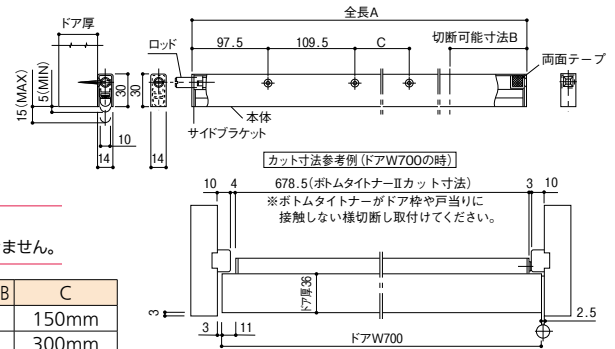 全長A
ドア厚
ロッド
97.5
109.5
C
切断可能寸法B
両面テープ
15(MAX)
5(MIN)
30
30
10
14
14
本体
サイドブラケット
カット寸法参考例(ドアW700の時)
10
4
678.5(ボトムタイトナーⅡカット寸法)
3
10
※ボトムタイトナーがドア枠や戸当りに
接触しない様切断し取付けてください。
ません。
B
C
150mm
300mm
ドア厚36
3
3
11
ドアW700
2.5